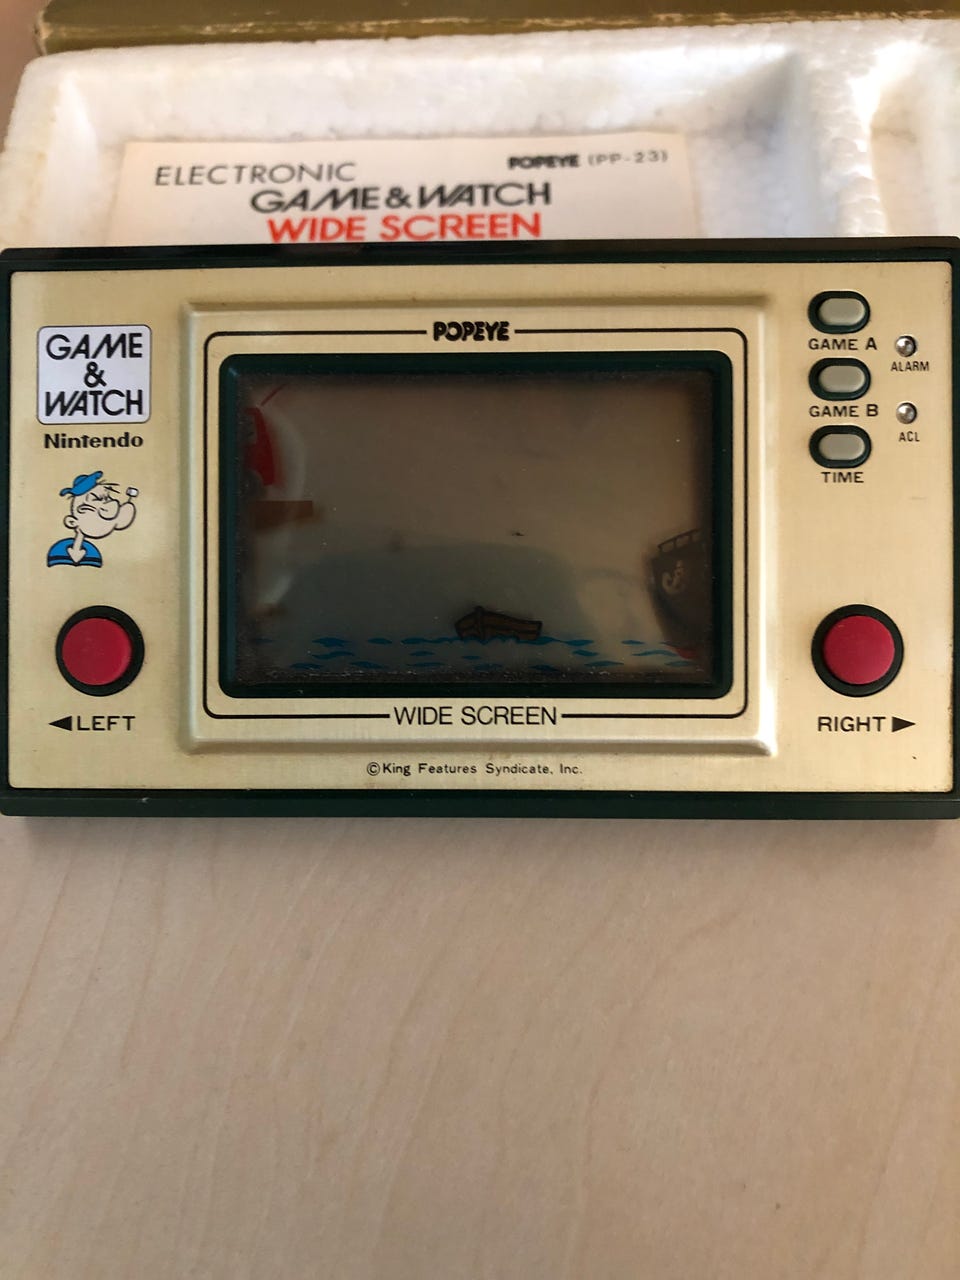 ELECTRONIC
POPEYE (PP-23)
GAME & WATCH
WIDE SCREEN
POPEYE
GAME
&
WATCH
Nintendo
GAME A
ALARM
GAME B
ACL
TIME
◀LEFT
RIGHT▶
WIDE SCREEN
©King Features Syndicate, Inc.